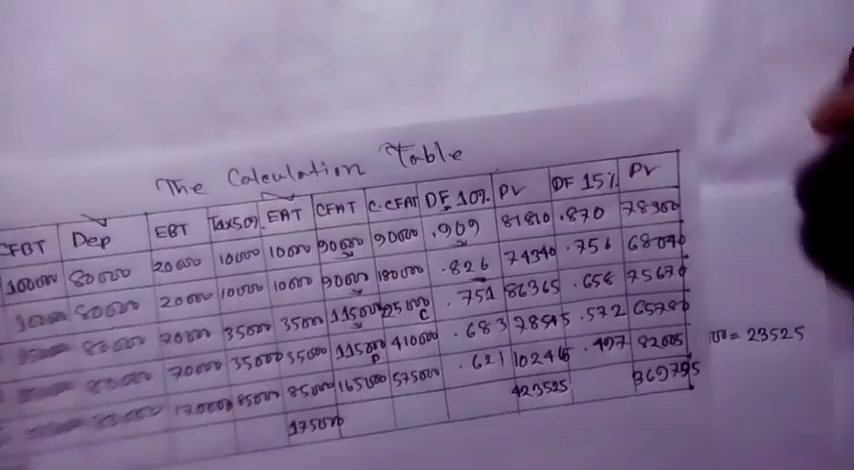 The Calculation Table
CFBT Dep EBT Tax50% EAT CFAT C.CFAT DF 10% PV DF 15% PV
100000 80000 20000 10000 10000 90000 90000 .909 81810 .870 78300
80000 20000 10000 10000 90000 180000 .826 74340 .756 68040
80000 70000 35000 35000 115000 .751 86365 .658 75670
70000 35000 35000 115000 410000 .683 78545 .572 65780
170000 85000 85000 165000 575000 .621 102465 .497 82005
175000 423525 369795
= 23525